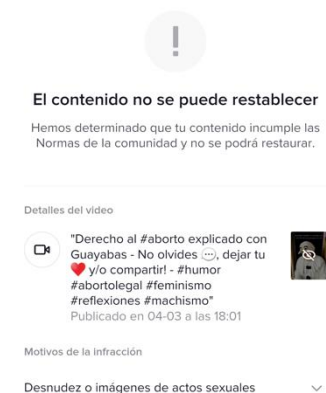 El contenido no se puede restablecer
Hemos determinado que tu contenido incumple las
Normas de la comunidad y no se podrá restaurar.
Detalles del video
"Derecho al #aborto explicado con
Guayabas - No olvides 💬, dejar tu
❤️ y/o compartir! - #humor
#abortolegal #feminismo
#reflexiones #machismo"
Publicado en 04-03 a las 18:01
Motivos de la infracción
Desnudez o imágenes de actos sexuales